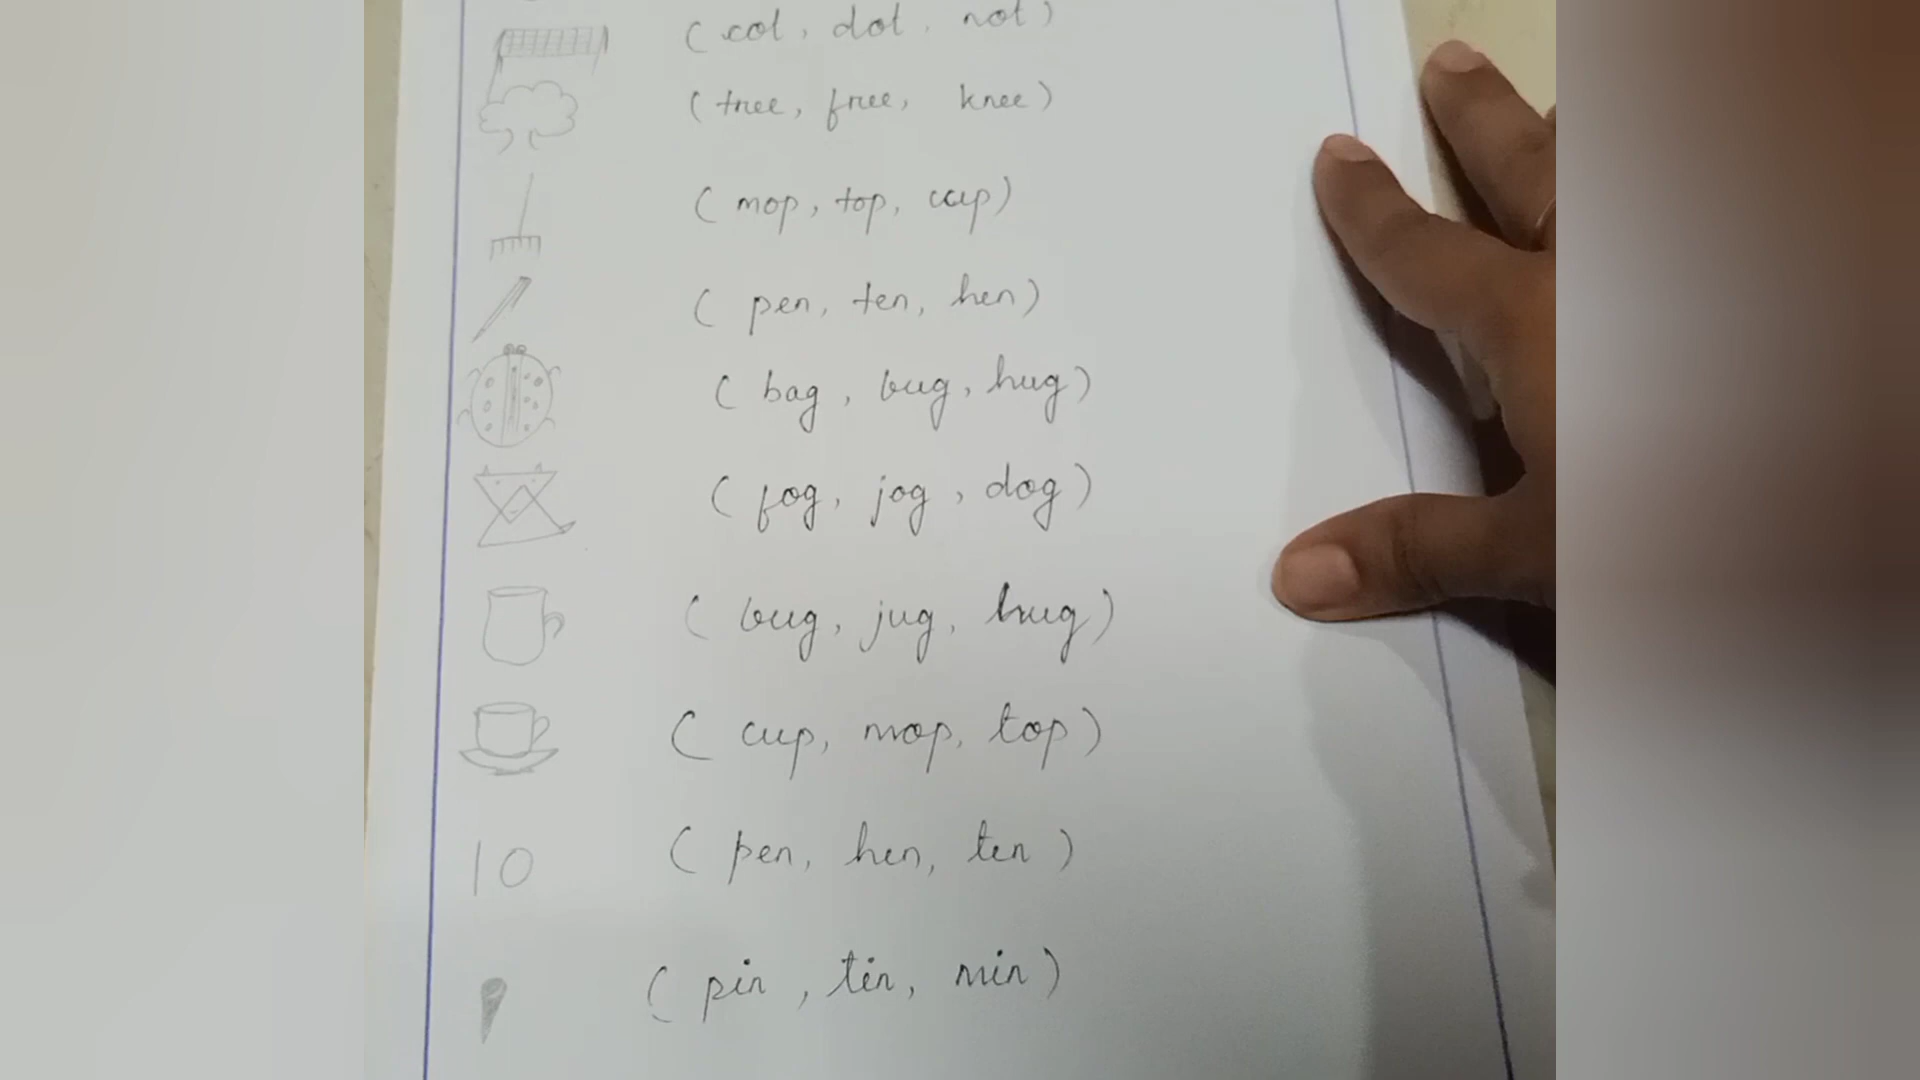 ( cot, dot, not )
( tree, free, knee )
( mop, top, cup )
( pen, ten, hen )
( bag, bug, hug )
( fog, jog, dog )
( bug, jug, hug )
( cup, mop, top )
10 ( pen, hen, ten )
( pin, tin, min )